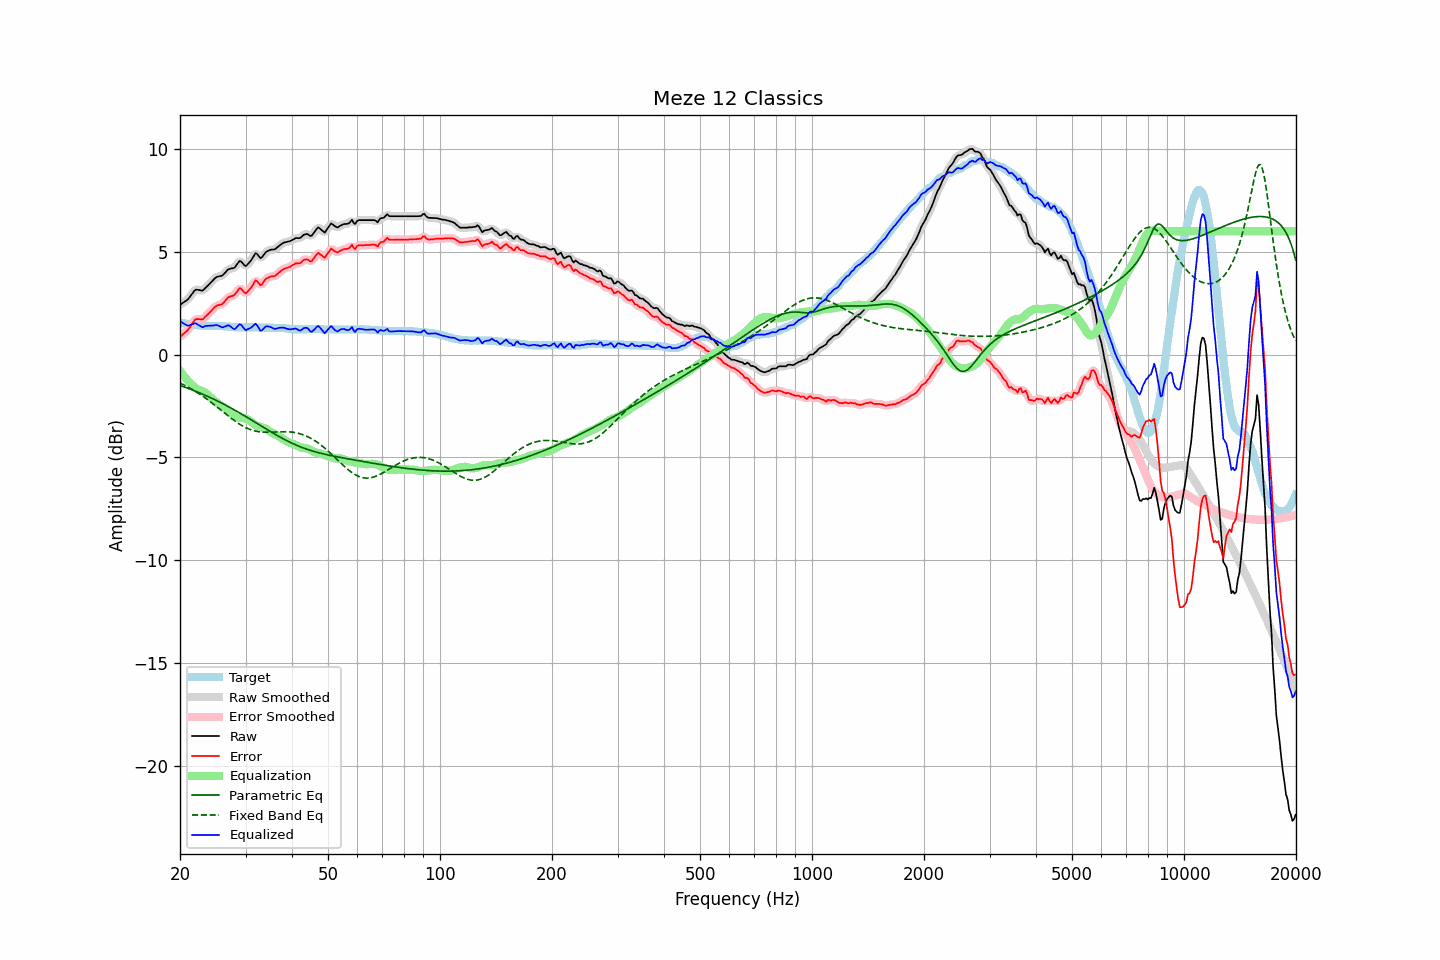 Meze 12 Classics
Amplitude (dBr)
10
5
0
−5
−10
−15
−20
Target
Raw Smoothed
Error Smoothed
Raw
Error
Equalization
Parametric Eq
Fixed Band Eq
Equalized
20 50 100 200 500 1000 2000 5000 10000 20000
Frequency (Hz)